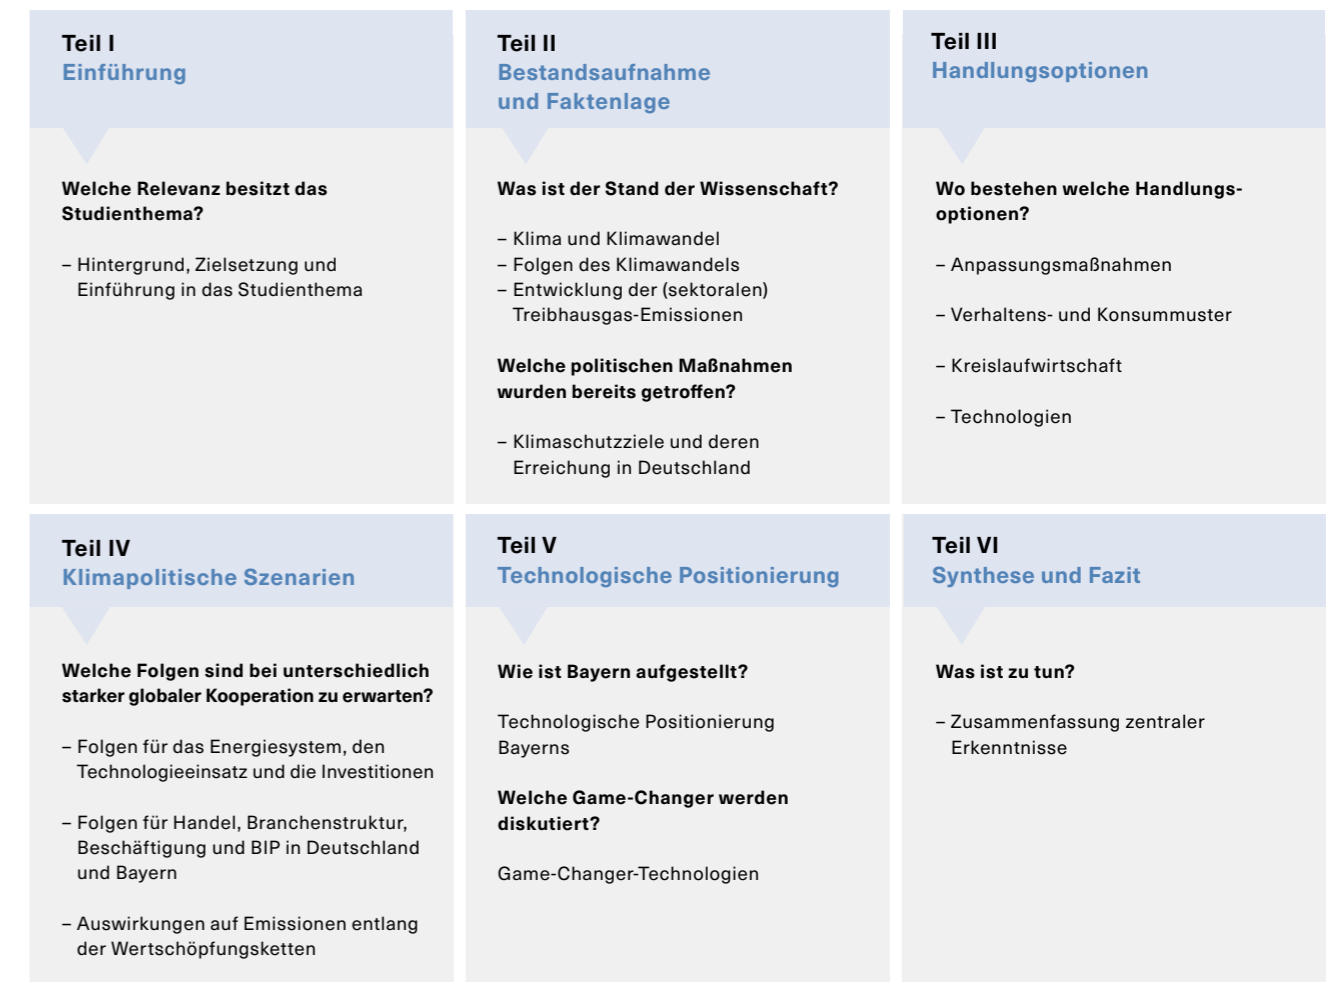 Teil I
Einführung
Welche Relevanz besitzt das
Studienthema?
– Hintergrund, Zielsetzung und
Einführung in das Studienthema
Teil II
Bestandsaufnahme
und Faktenlage
Was ist der Stand der Wissenschaft?
– Klima und Klimawandel
– Folgen des Klimawandels
– Entwicklung der (sektoralen)
Treibhausgas-Emissionen
Welche politischen Maßnahmen
wurden bereits getroffen?
– Klimaschutzziele und deren
Erreichung in Deutschland
Teil III
Handlungsoptionen
Wo bestehen welche Handlungs-
optionen?
– Anpassungsmaßnahmen
– Verhaltens- und Konsummuster
– Kreislaufwirtschaft
– Technologien
Teil IV
Klimapolitische Szenarien
Welche Folgen sind bei unterschiedlich
starker globaler Kooperation zu erwarten?
– Folgen für das Energiesystem, den
Technologieeinsatz und die Investitionen
– Folgen für Handel, Branchenstruktur,
Beschäftigung und BIP in Deutschland
und Bayern
– Auswirkungen auf Emissionen entlang
der Wertschöpfungsketten
Teil V
Technologische Positionierung
Wie ist Bayern aufgestellt?
Technologische Positionierung
Bayerns
Welche Game-Changer werden
diskutiert?
Game-Changer-Technologien
Teil VI
Synthese und Fazit
Was ist zu tun?
– Zusammenfassung zentraler
Erkenntnisse